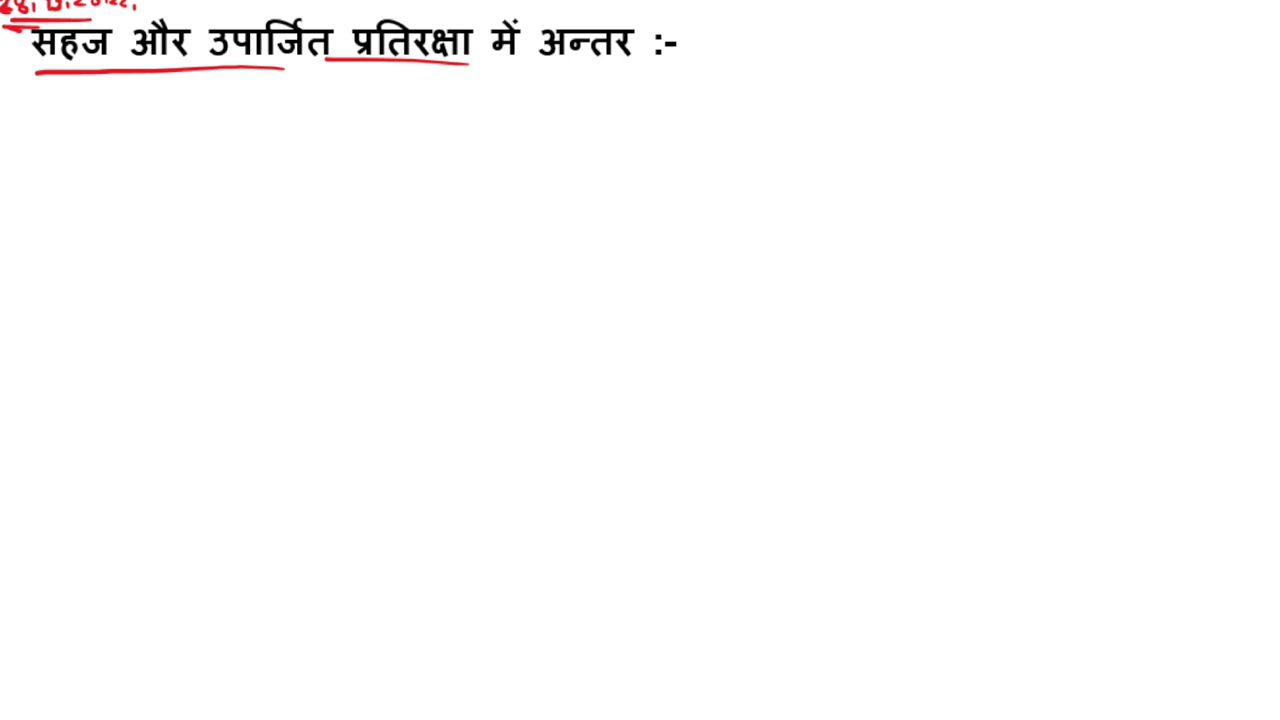 सहज और उपार्जित प्रतिरक्षा में अन्तर :-